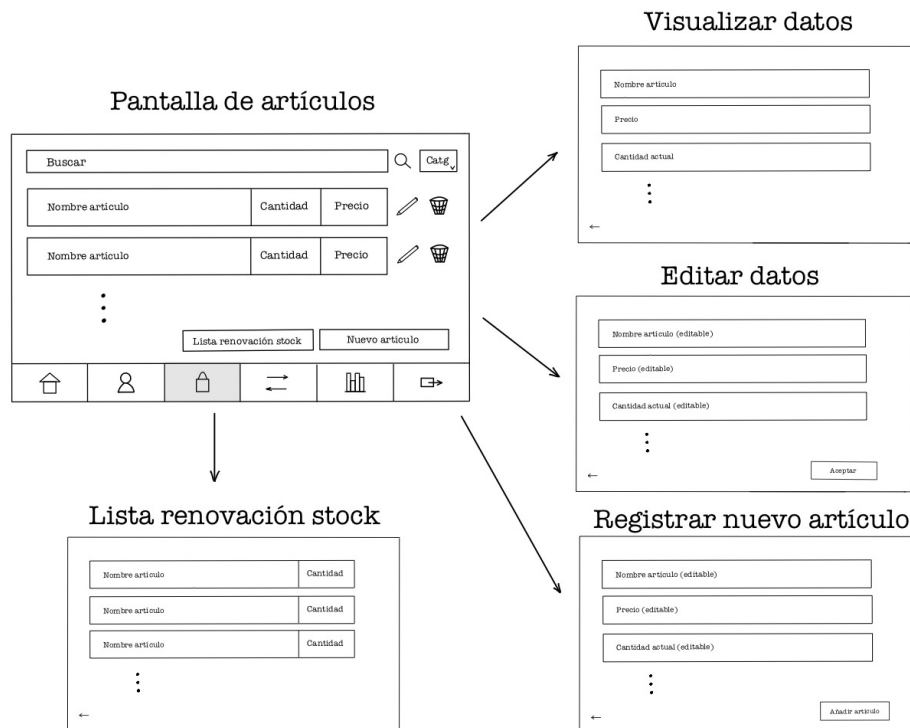 Visualizar datos
Nombre artículo
Precio
Cantidad actual
Pantalla de artículos
Buscar
Catg
Nombre artículo Cantidad Precio
Nombre artículo Cantidad Precio
Lista renovación stock Nuevo artículo
Editar datos
Nombre artículo (editable)
Precio (editable)
Cantidad actual (editable)
Aceptar
Lista renovación stock
Nombre artículo Cantidad
Nombre artículo Cantidad
Nombre artículo Cantidad
Registrar nuevo artículo
Nombre artículo (editable)
Precio (editable)
Cantidad actual (editable)
Añadir artículo